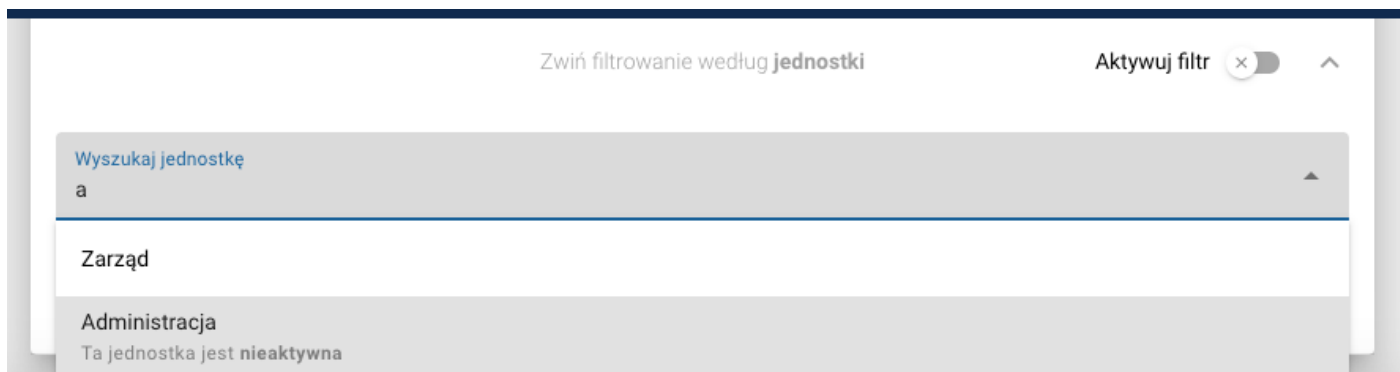 Zwiń filtrowanie według jednostki
Aktywuj filtr
Wyszukaj jednostkę
a
Zarząd
Administracja
Ta jednostka jest nieaktywna